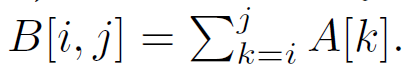 B[i, j] = ∑_{k=i}^{j} A[k].